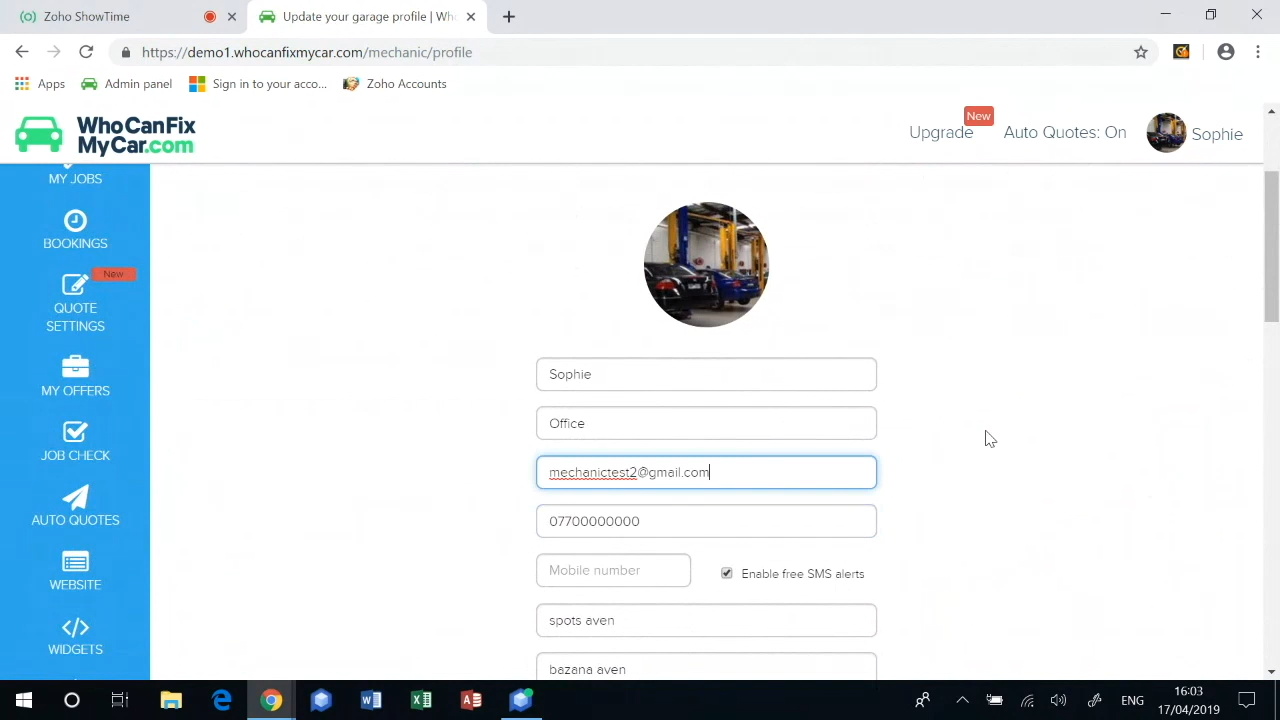 Zoho ShowTime
Update your garage profile | Who
https://demo1.whocanfixmycar.com/mechanic/profile
Apps
Admin panel
Sign in to your acco...
Zoho Accounts
WhoCanFix
MyCar.com
New
Upgrade
Auto Quotes: On
Sophie
MY JOBS
BOOKINGS
New
QUOTE
SETTINGS
MY OFFERS
JOB CHECK
AUTO QUOTES
WEBSITE
WIDGETS
Sophie
Office
mechanictest2@gmail.com
07700000000
Mobile number
Enable free SMS alerts
spots aven
bazana aven
ENG
16:03
17/04/2019